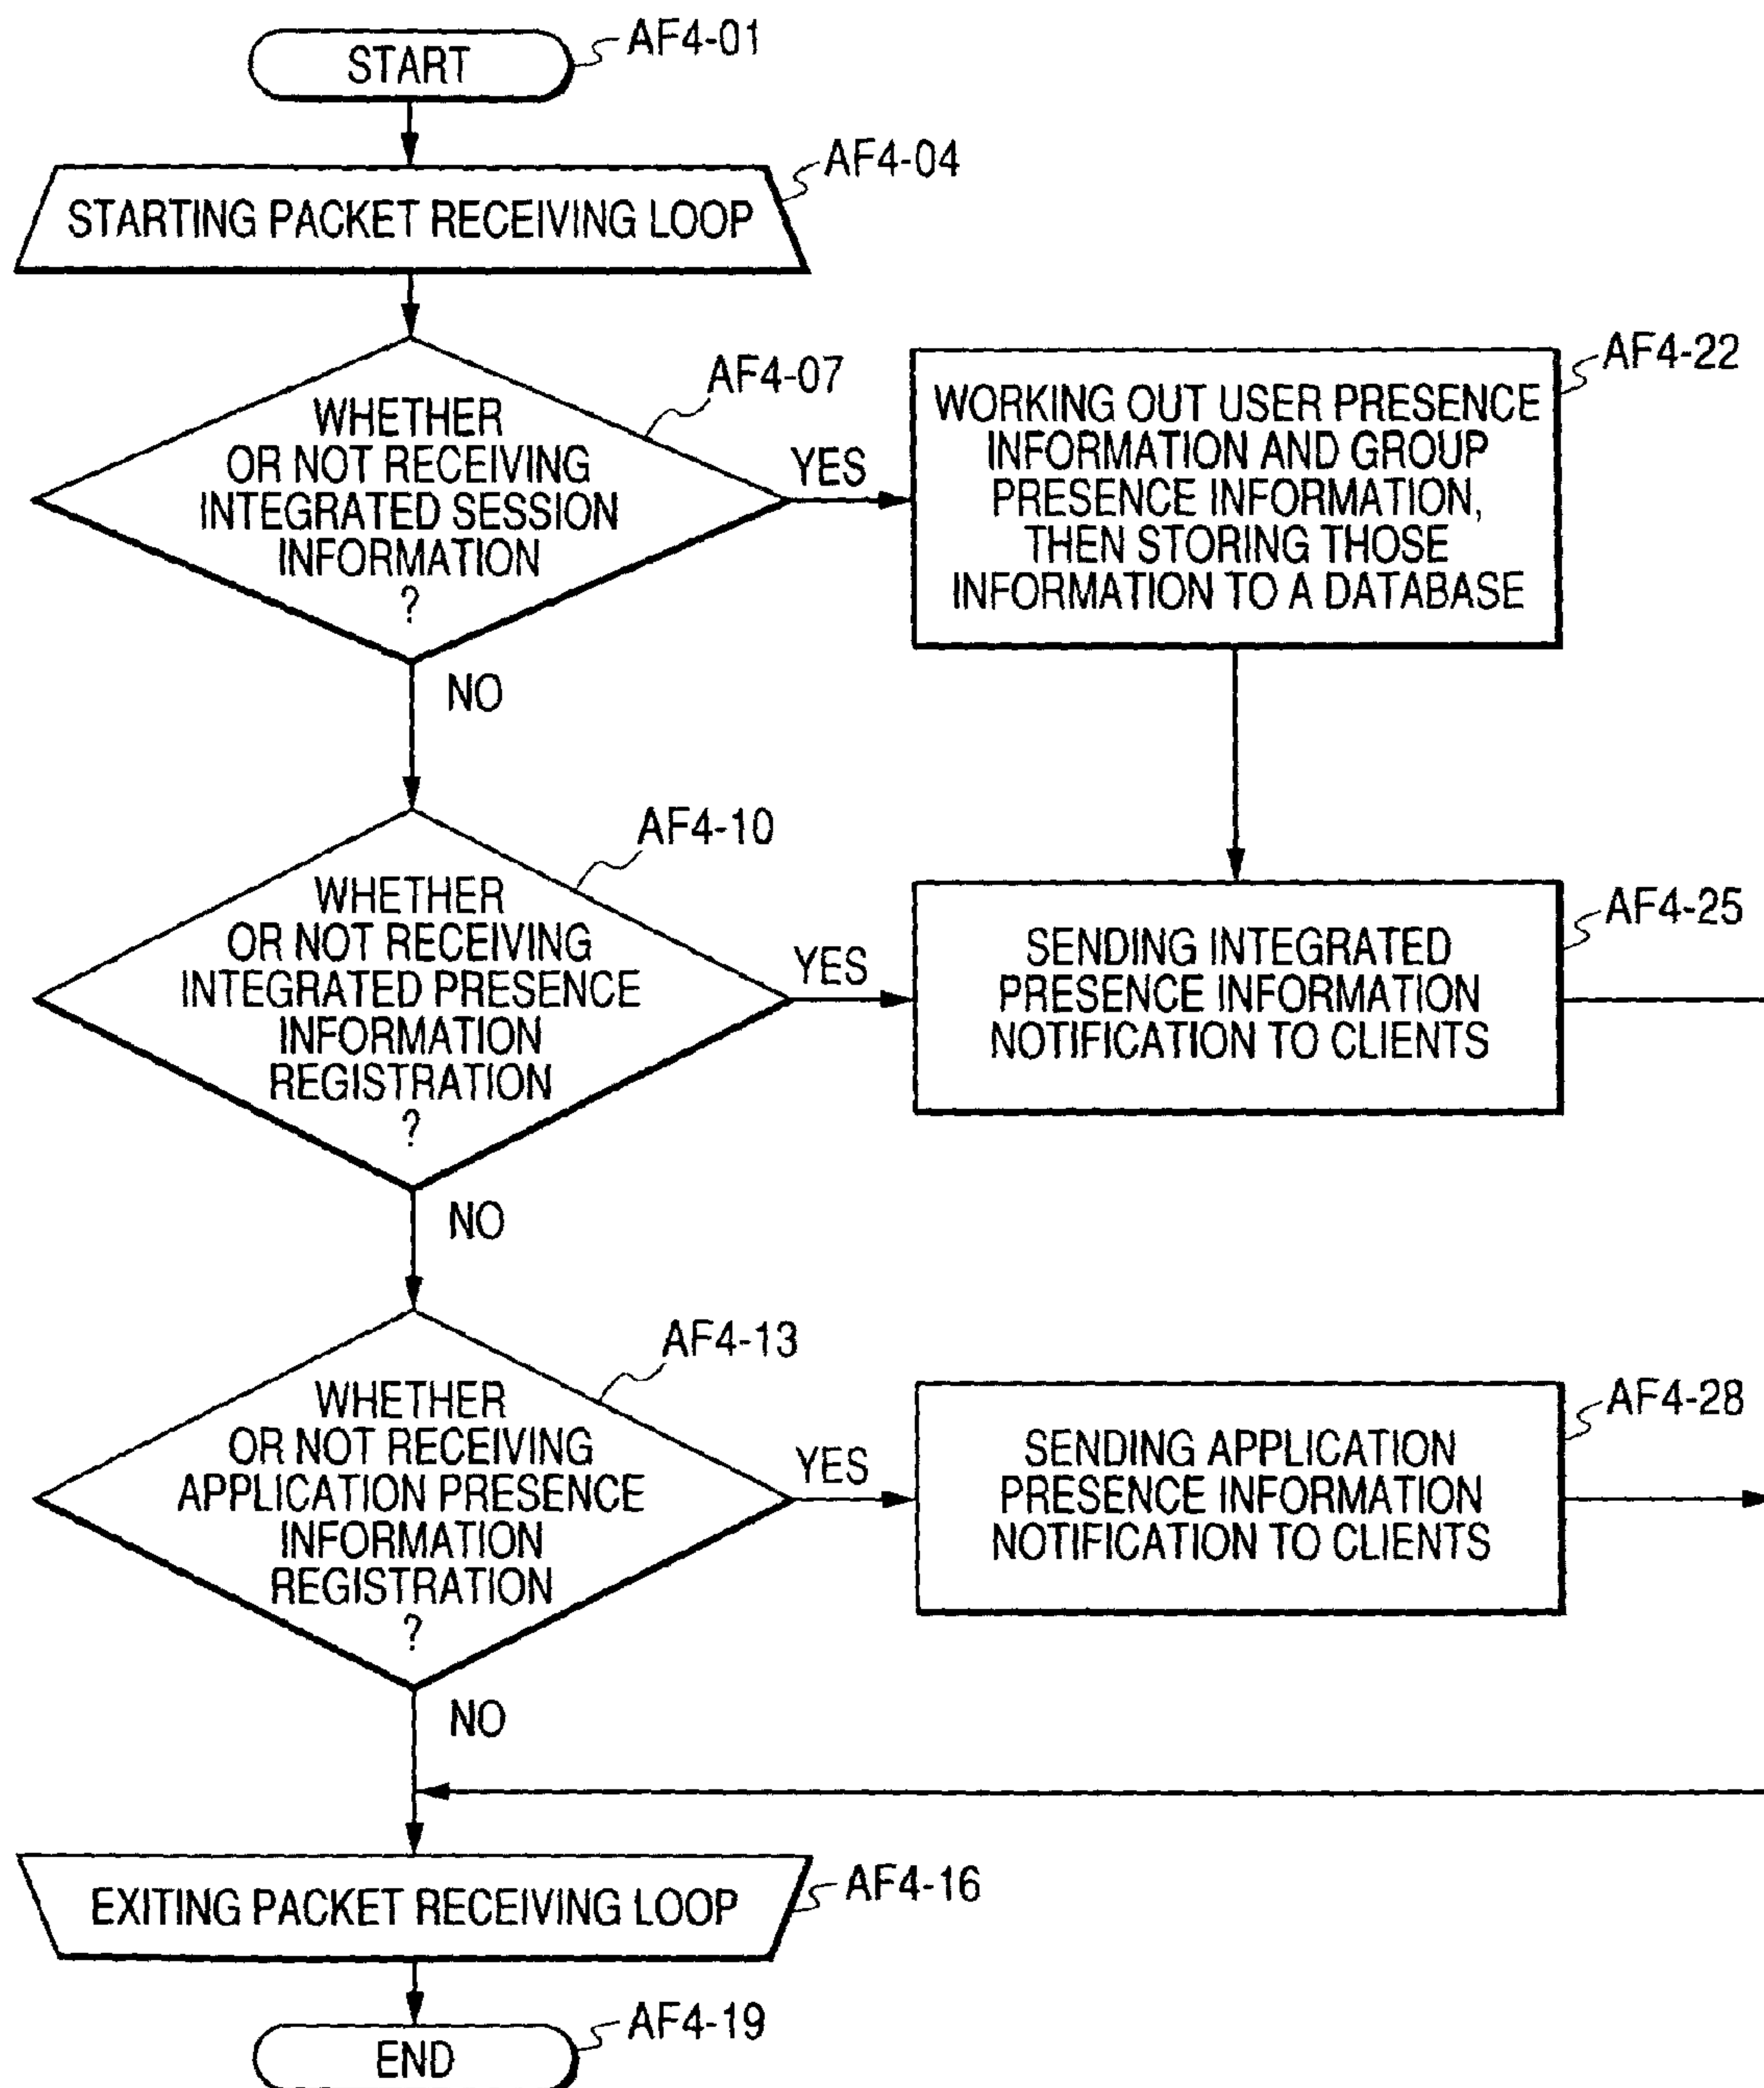 START
AF4-01
STARTING PACKET RECEIVING LOOP
AF4-04
WHETHER
OR NOT RECEIVING
INTEGRATED SESSION
INFORMATION
?
AF4-07
YES
WORKING OUT USER PRESENCE
INFORMATION AND GROUP
PRESENCE INFORMATION,
THEN STORING THOSE
INFORMATION TO A DATABASE
AF4-22
NO
WHETHER
OR NOT RECEIVING
INTEGRATED PRESENCE
INFORMATION
REGISTRATION
?
AF4-10
YES
SENDING INTEGRATED
PRESENCE INFORMATION
NOTIFICATION TO CLIENTS
AF4-25
NO
WHETHER
OR NOT RECEIVING
APPLICATION PRESENCE
INFORMATION
REGISTRATION
?
AF4-13
YES
SENDING APPLICATION
PRESENCE INFORMATION
NOTIFICATION TO CLIENTS
AF4-28
NO
EXITING PACKET RECEIVING LOOP
AF4-16
END
AF4-19